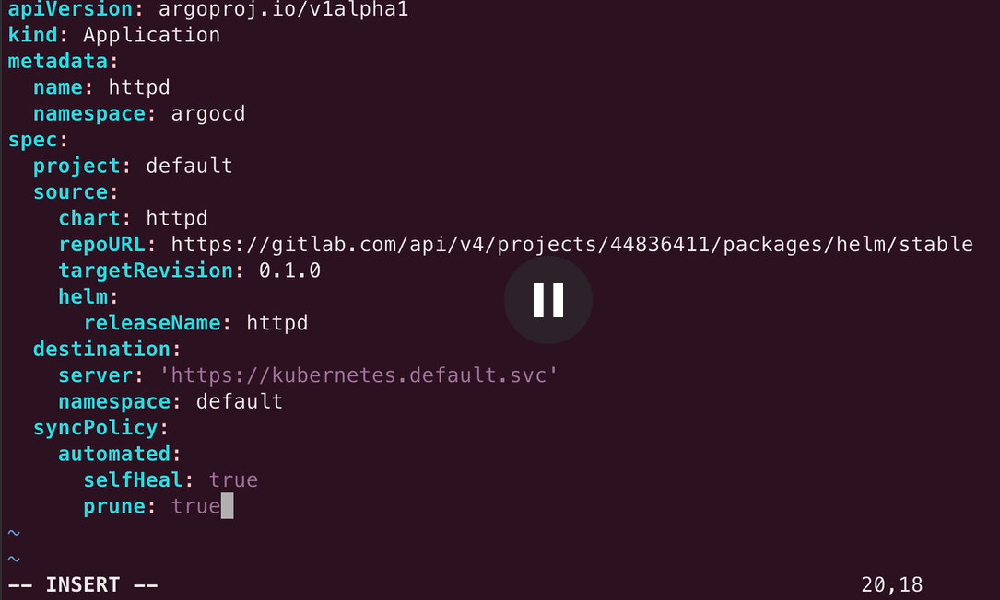 apiVersion: argoproj.io/v1alpha1
kind: Application
metadata:
  name: httpd
  namespace: argocd
spec:
  project: default
  source:
    chart: httpd
    repoURL: https://gitlab.com/api/v4/projects/44836411/packages/helm/stable
    targetRevision: 0.1.0
    helm:
      releaseName: httpd
  destination:
    server: 'https://kubernetes.default.svc'
    namespace: default
  syncPolicy:
    automated:
      selfHeal: true
      prune: true
~
~
-- INSERT -- 20,18